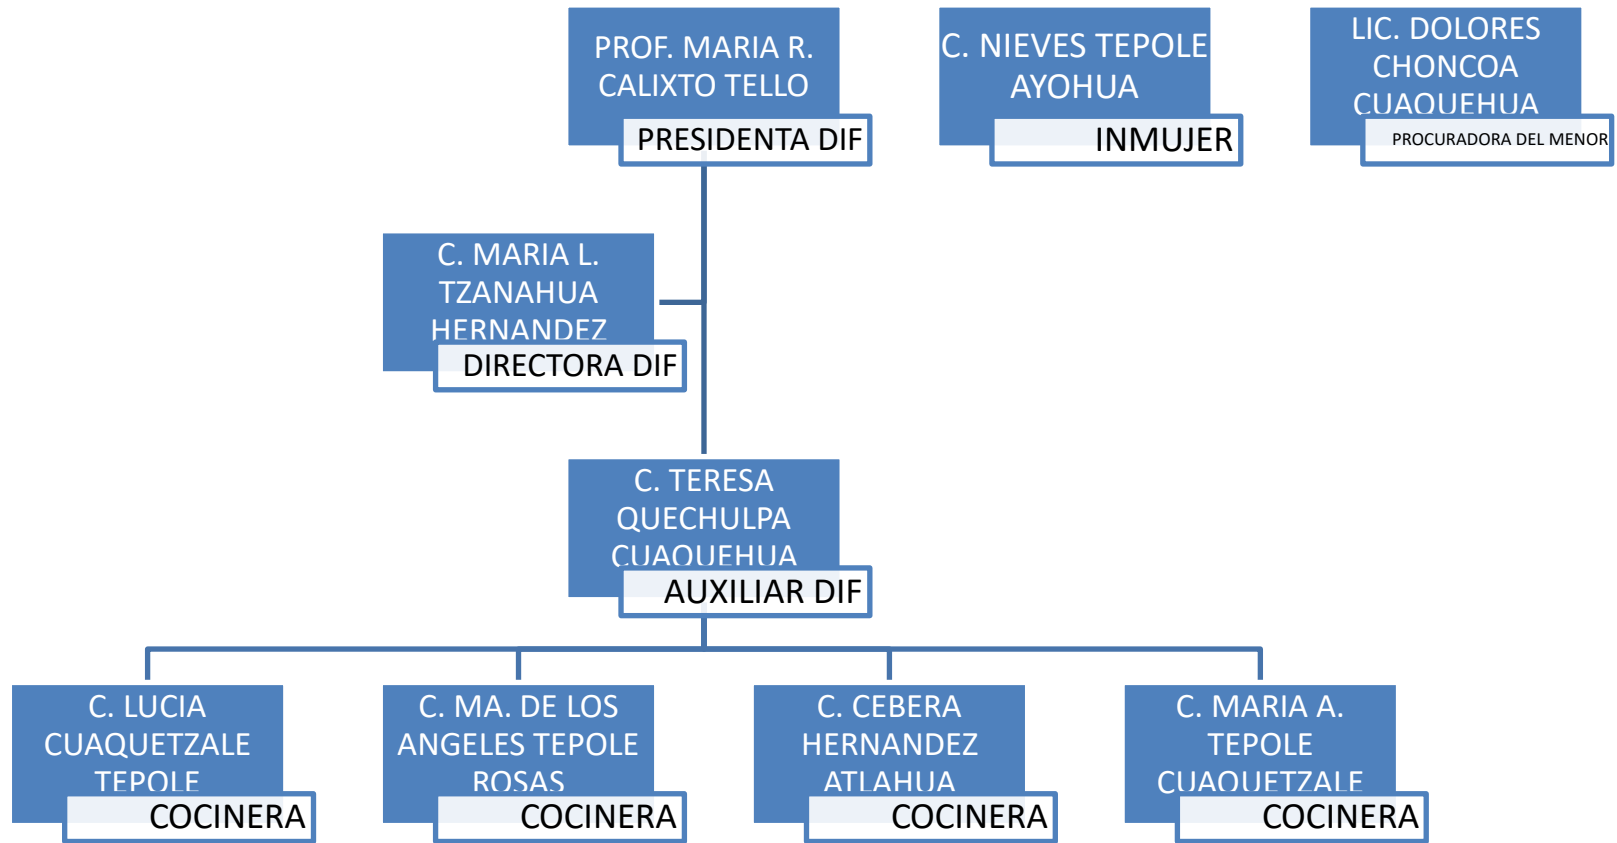 PROF. MARIA R.
CALIXTO TELLO
PRESIDENTA DIF
C. NIEVES TEPOLE
AYOHUA
INMUJER
LIC. DOLORES
CHONCOA
CUAQUEHUA
PROCURADORA DEL MENOR
C. MARIA L.
TZANAHUA
HERNANDEZ
DIRECTORA DIF
C. TERESA
QUECHULPA
CUAQUEHUA
AUXILIAR DIF
C. LUCIA
CUAQUETZALE
TEPOLE
COCINERA
C. MA. DE LOS
ANGELES TEPOLE
ROSAS
COCINERA
C. CEBERA
HERNANDEZ
ATLAHUA
COCINERA
C. MARIA A.
TEPOLE
CUAQUETZALE
COCINERA